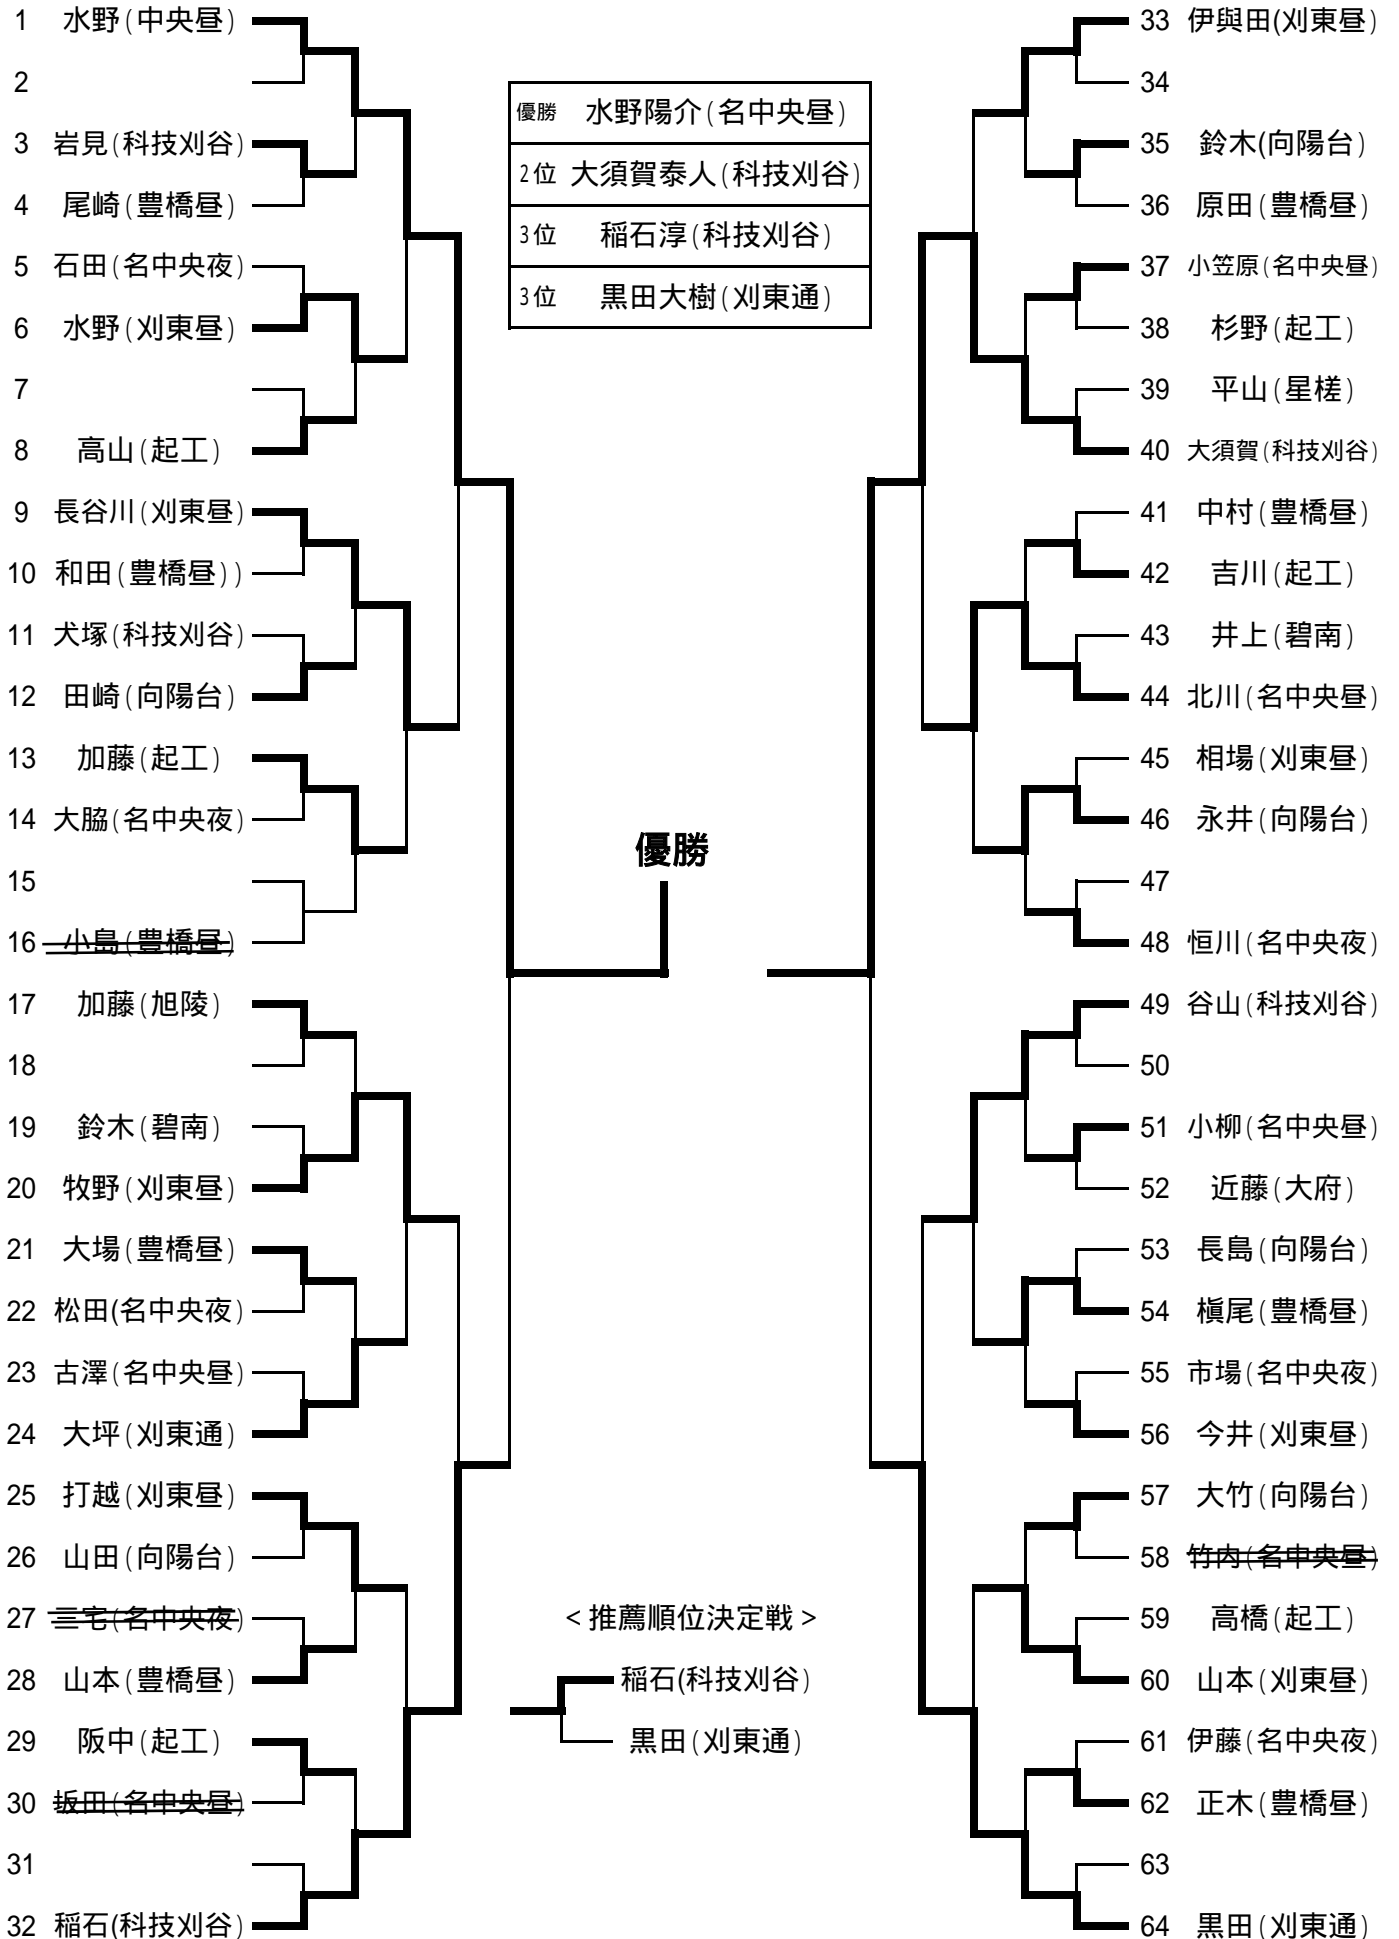 1 水野(中央昼)
2
3 岩見(科技刈谷)
4 尾崎(豊橋昼)
5 石田(名中央夜)
6 水野(刈東昼)
7
8 高山(起工)
9 長谷川(刈東昼)
10 和田(豊橋昼))
11 犬塚(科技刈谷)
12 田崎(向陽台)
13 加藤(起工)
14 大脇(名中央夜)
15
16 小島(豊橋昼)
17 加藤(旭陵)
18
19 鈴木(碧南)
20 牧野(刈東昼)
21 大場(豊橋昼)
22 松田(名中央夜)
23 古澤(名中央昼)
24 大坪(刈東通)
25 打越(刈東昼)
26 山田(向陽台)
27 三宅(名中央夜)
28 山本(豊橋昼)
29 阪中(起工)
30 坂田(名中央昼)
31
32 稲石(科技刈谷)
優勝 水野陽介(名中央昼)
2位 大須賀泰人(科技刈谷)
3位 稲石淳(科技刈谷)
3位 黒田大樹(刈東通)
優勝
<推薦順位決定戦>
稲石(科技刈谷)
黒田(刈東通)
33 伊與田(刈東昼)
34
35 鈴木(向陽台)
36 原田(豊橋昼)
37 小笠原(名中央昼)
38 杉野(起工)
39 平山(星槎)
40 大須賀(科技刈谷)
41 中村(豊橋昼)
42 吉川(起工)
43 井上(碧南)
44 北川(名中央昼)
45 相場(刈東昼)
46 永井(向陽台)
47
48 恒川(名中央夜)
49 谷山(科技刈谷)
50
51 小柳(名中央昼)
52 近藤(大府)
53 長島(向陽台)
54 槇尾(豊橋昼)
55 市場(名中央夜)
56 今井(刈東昼)
57 大竹(向陽台)
58 竹内(名中央昼)
59 高橋(起工)
60 山本(刈東昼)
61 伊藤(名中央夜)
62 正木(豊橋昼)
63
64 黒田(刈東通)